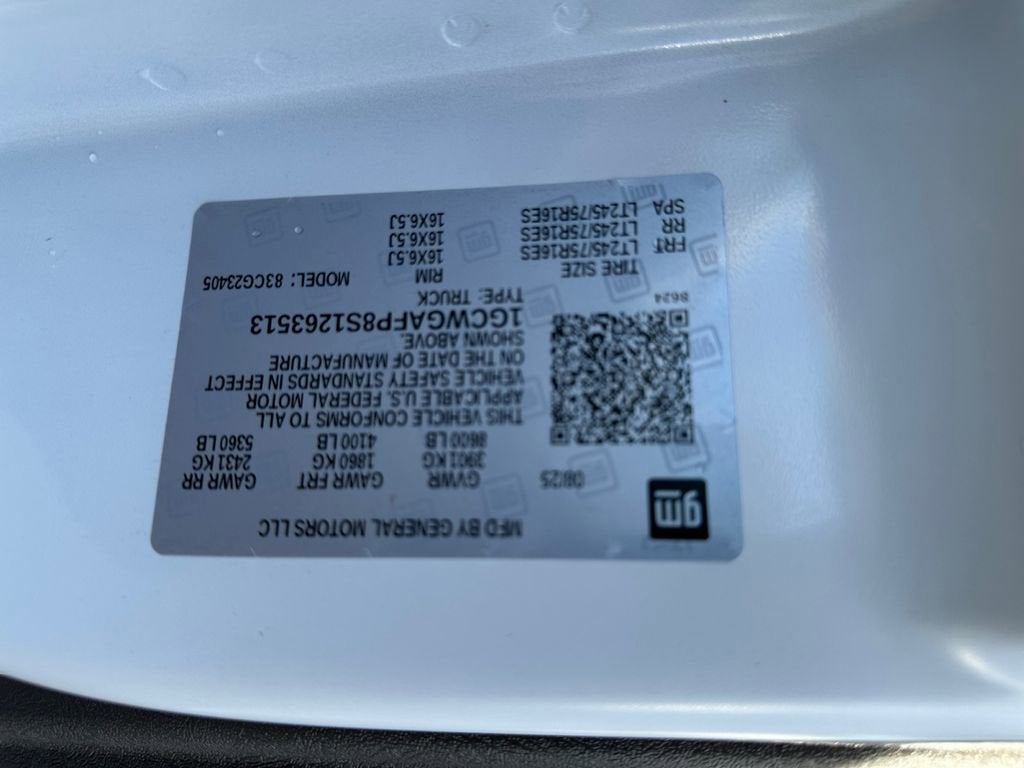 gm
MFD BY GENERAL MOTORS LLC
08/25 GVWR GAWR FRT GAWR RR
3901 KG 1860 KG 2431 KG
8600 LB 4100 LB 5360 LB
THIS VEHICLE CONFORMS TO ALL
APPLICABLE U.S. FEDERAL MOTOR
VEHICLE SAFETY STANDARDS IN EFFECT
ON THE DATE OF MANUFACTURE
SHOWN ABOVE.
1GCWGAFP8S1263513
8624 TYPE: TRUCK
TIRE SIZE RIM MODEL: 83CG23405
FRT LT245/75R16ES 16X6.5J
RR LT245/75R16ES 16X6.5J
SPA LT245/75R16ES 16X6.5J